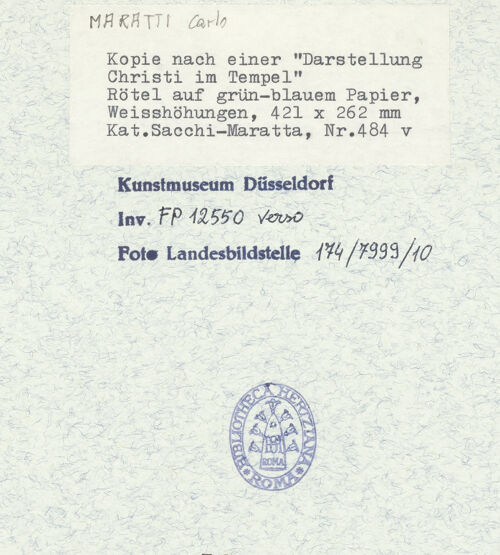 MARATTI Carlo
Kopie nach einer "Darstellung
Christi im Tempel"
Rötel auf grün-blauem Papier,
Weisshöhungen, 421 x 262 mm
Kat.Sacchi-Maratta, Nr.484 v
Kunstmuseum Düsseldorf
Inv. FP 12550 verso
Foto Landesbildstelle 174/7999/10
BIBLIOTHECA HERTZIANA
ROMA
ROMA